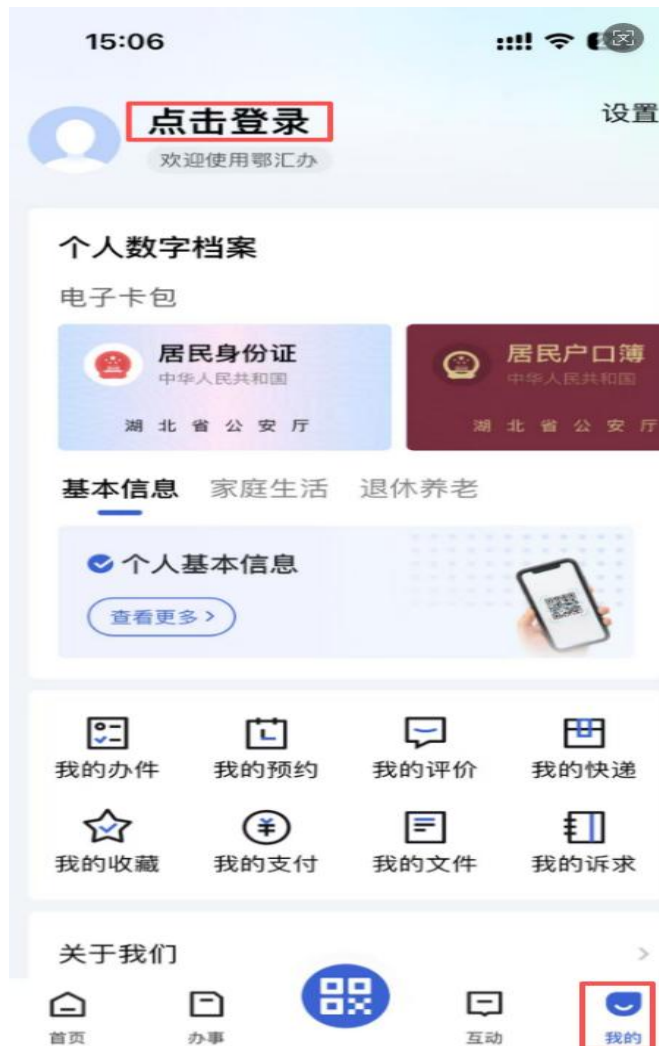 15:06
点击登录
设置
欢迎使用鄂汇办
个人数字档案
电子卡包
居民身份证
中华人民共和国
湖北省公安厅
居民户口簿
中华人民共和国
湖北省公安厅
基本信息 家庭生活 退休养老
个人基本信息
查看更多 >
我的办件 我的预约 我的评价 我的快递
我的收藏 我的支付 我的文件 我的诉求
关于我们
首页 办事 互动 我的